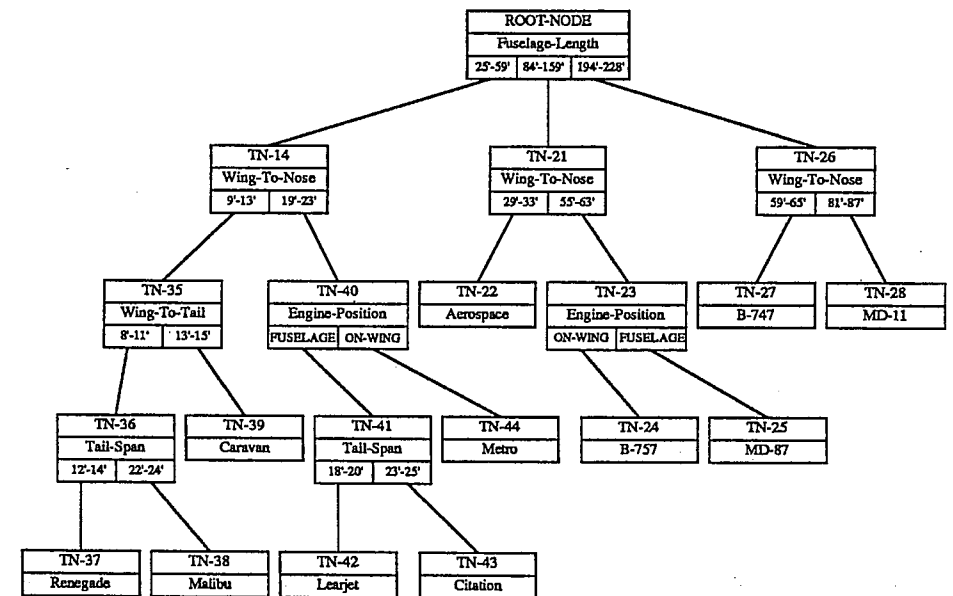 ROOT-NODE
Fuselage-Length
25'-59' 84'-159' 194'-228'
TN-14 TN-21 TN-26
Wing-To-Nose Wing-To-Nose Wing-To-Nose
9'-13' 19'-23' 29'-33' 55'-63' 59'-65' 81'-87'
TN-35 TN-40 TN-22 TN-23 TN-27 TN-28
Wing-To-Tail Engine-Position Aerospace Engine-Position B-747 MD-11
8'-11' 13'-15' FUSELAGE ON-WING ON-WING FUSELAGE
TN-36 TN-39 TN-41 TN-44 TN-24 TN-25
Tail-Span Caravan Tail-Span Metro B-757 MD-87
12'-14' 22'-24' 18'-20' 23'-25'
TN-37 TN-38 TN-42 TN-43
Renegade Malibu Learjet Citation